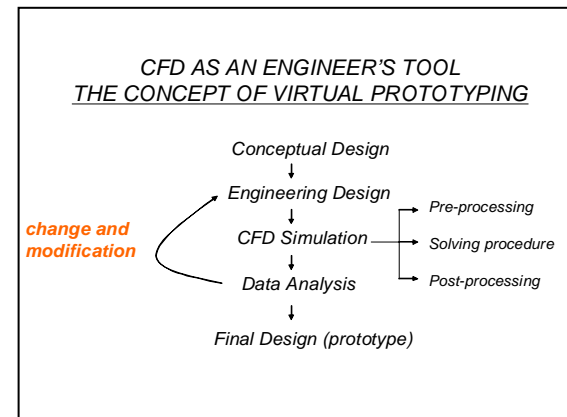 CFD AS AN ENGINEER'S TOOL
THE CONCEPT OF VIRTUAL PROTOTYPING
Conceptual Design
Engineering Design
change and
modification
CFD Simulation
Pre-processing
Solving procedure
Post-processing
Data Analysis
Final Design (prototype)